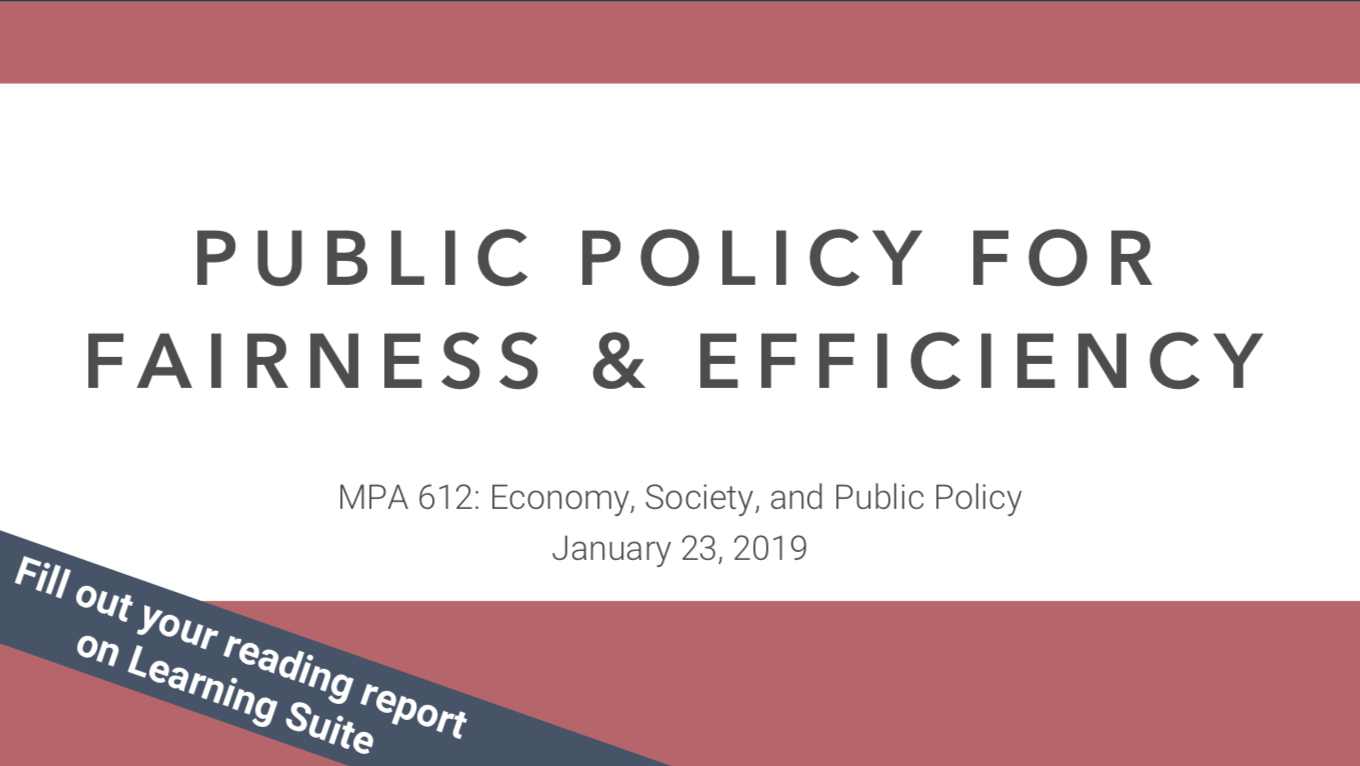 PUBLIC POLICY FOR
FAIRNESS & EFFICIENCY
MPA 612: Economy, Society, and Public Policy
January 23, 2019
Fill out your reading report
on Learning Suite